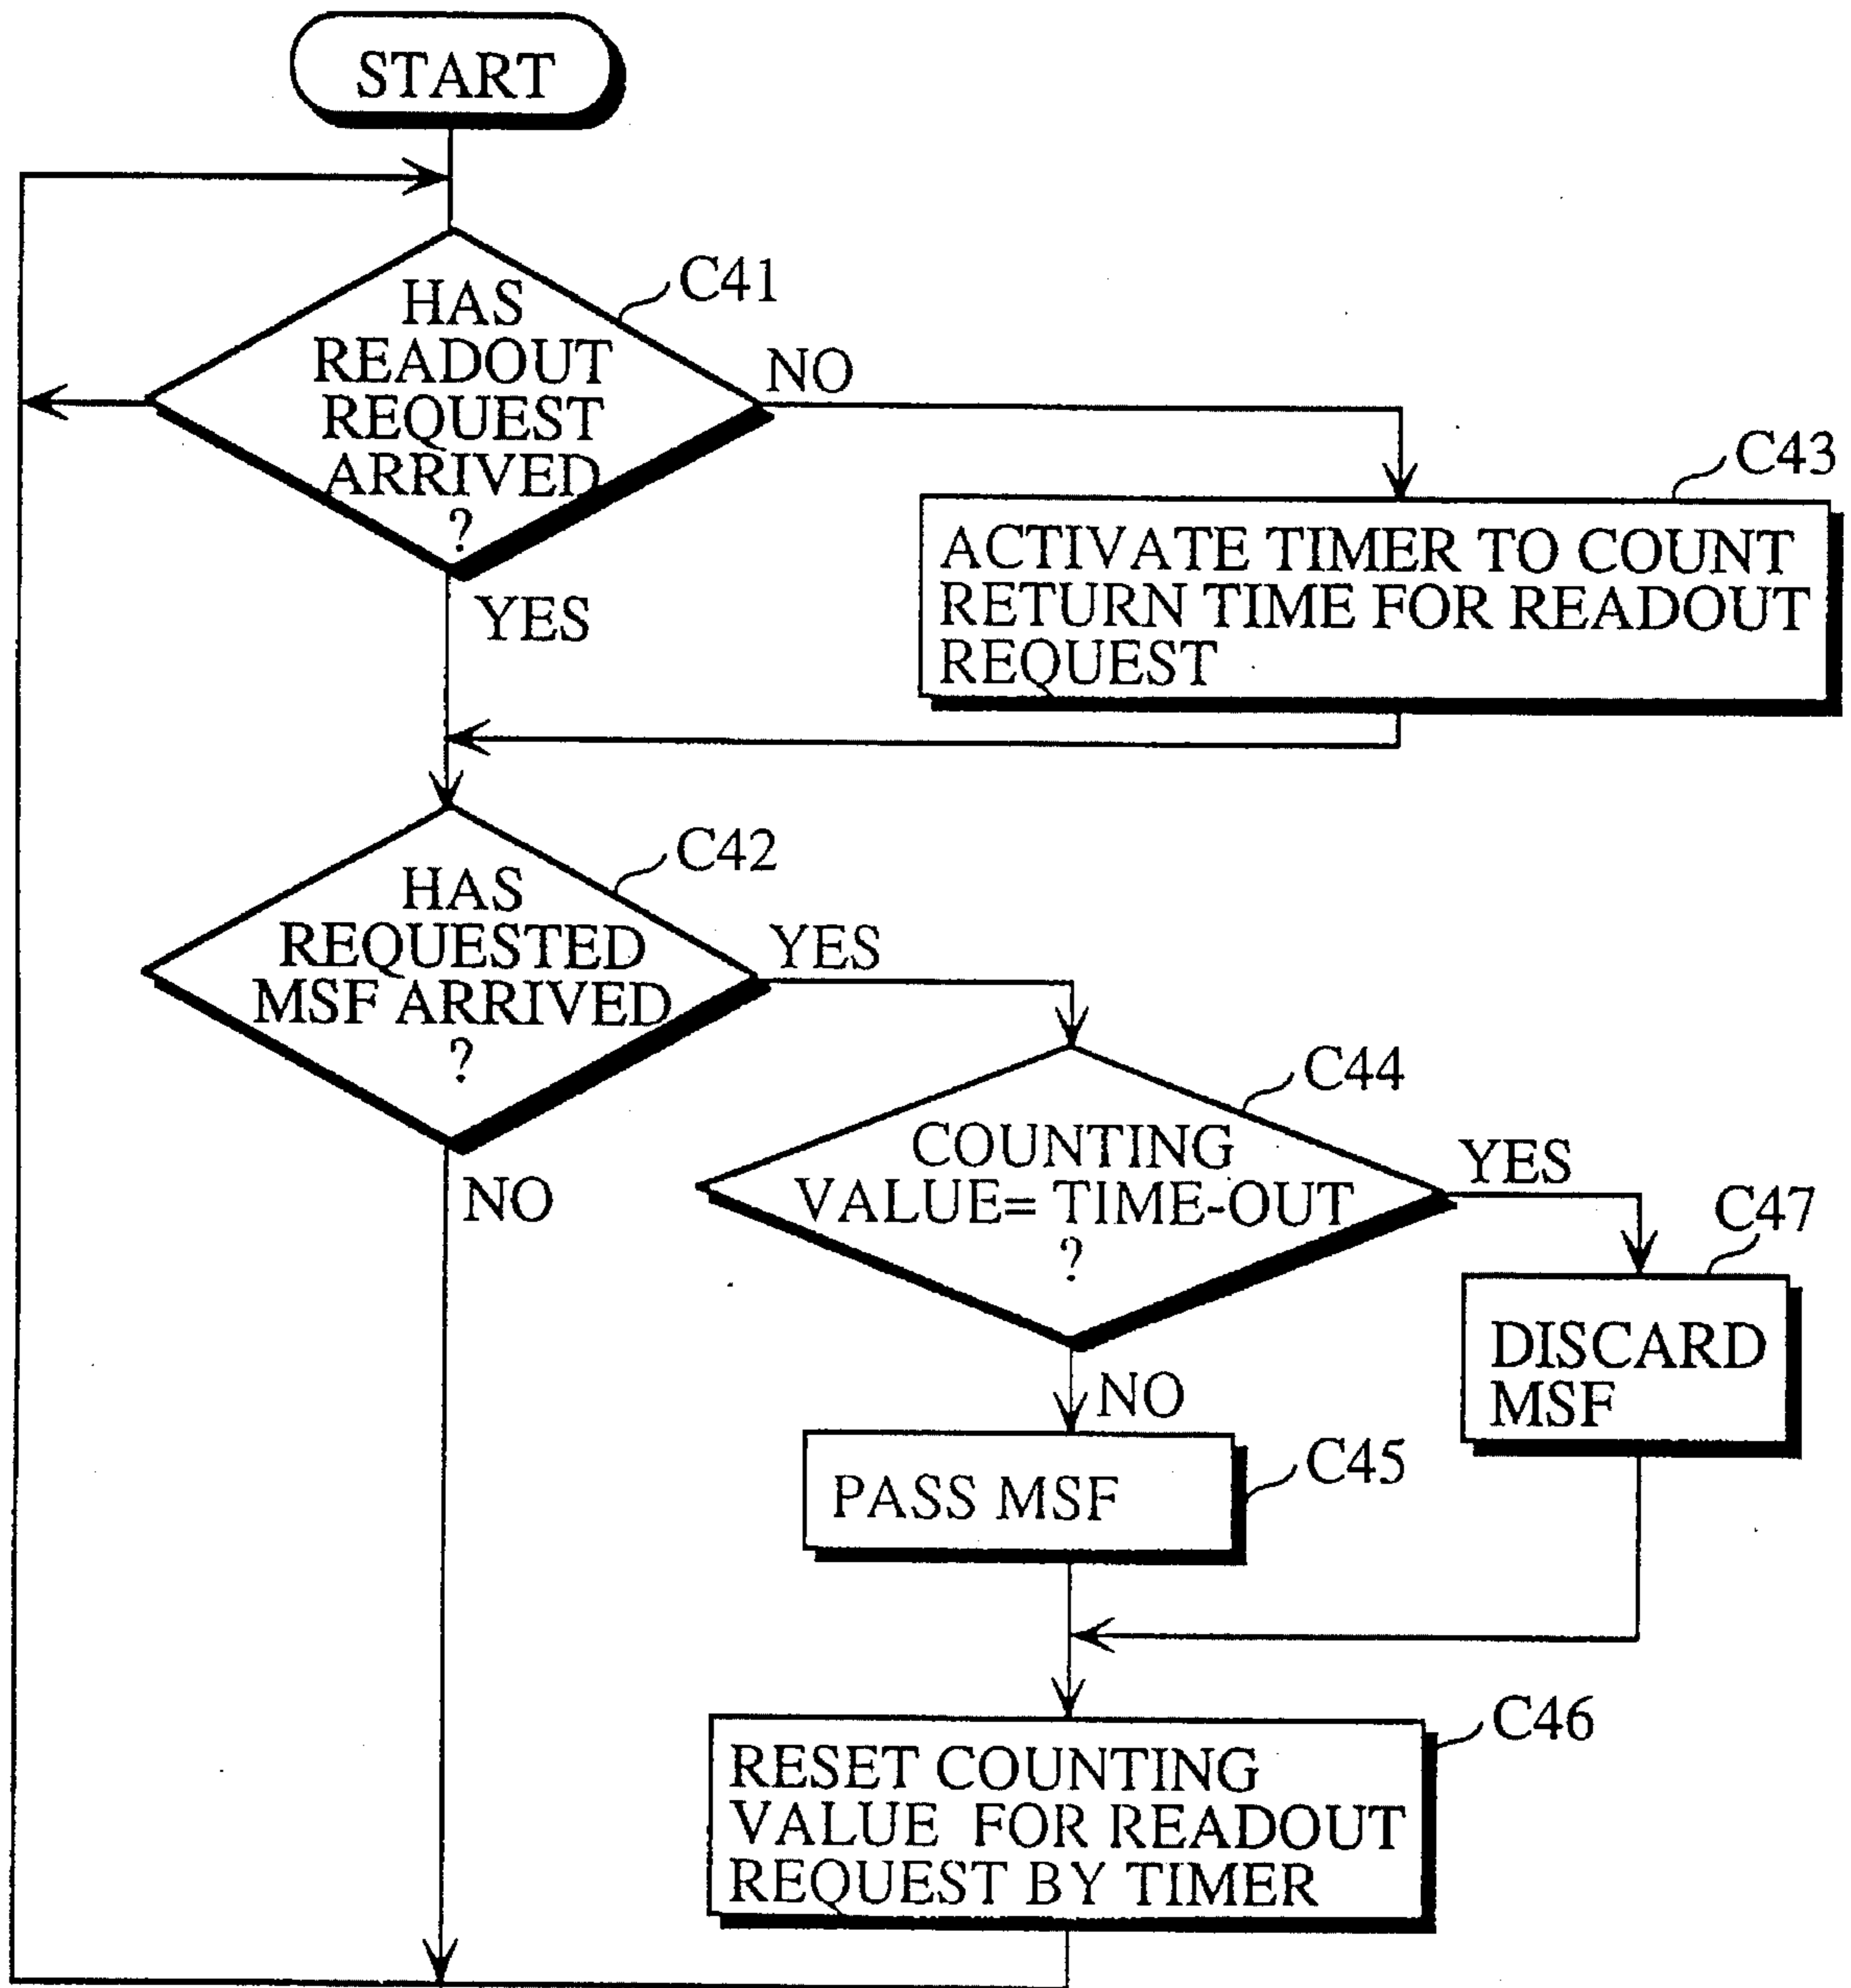 START
C41
HAS
READOUT
REQUEST
ARRIVED
?
NO
YES
C43
ACTIVATE TIMER TO COUNT
RETURN TIME FOR READOUT
REQUEST
C42
HAS
REQUESTED
MSF ARRIVED
?
YES
NO
C44
COUNTING
VALUE= TIME-OUT
?
YES
NO
C47
DISCARD
MSF
C45
PASS MSF
C46
RESET COUNTING
VALUE FOR READOUT
REQUEST BY TIMER